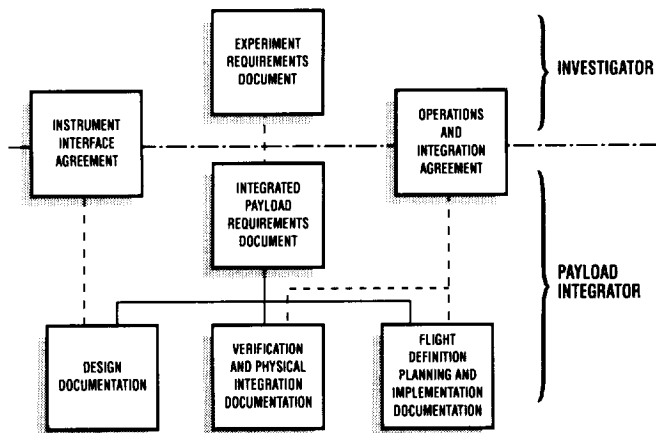 EXPERIMENT
REQUIREMENTS
DOCUMENT
INVESTIGATOR
INSTRUMENT
INTERFACE
AGREEMENT
OPERATIONS
AND
INTEGRATION
AGREEMENT
INTEGRATED
PAYLOAD
REQUIREMENTS
DOCUMENT
PAYLOAD
INTEGRATOR
DESIGN
DOCUMENTATION
VERIFICATION
AND PHYSICAL
INTEGRATION
DOCUMENTATION
FLIGHT
DEFINITION
PLANNING AND
IMPLEMENTATION
DOCUMENTATION